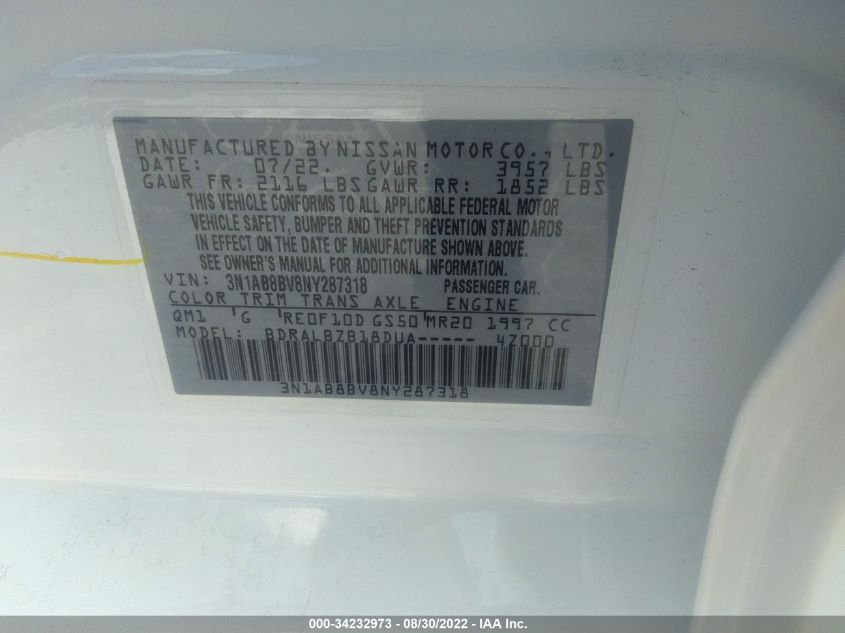 MANUFACTURED BY NISSAN MOTOR CO., LTD.
DATE: 07/22. GVWR: 3957 LBS
GAWR FR: 2116 LBS GAWR RR: 1852 LBS
THIS VEHICLE CONFORMS TO ALL APPLICABLE FEDERAL MOTOR
VEHICLE SAFETY, BUMPER AND THEFT PREVENTION STANDARDS
IN EFFECT ON THE DATE OF MANUFACTURE SHOWN ABOVE.
SEE OWNER'S MANUAL FOR ADDITIONAL INFORMATION.
VIN: 3N1AB8BV8NY287318 PASSENGER CAR.
COLOR TRIM TRANS AXLE ENGINE
QM1 G RE0F10D GS50 MR20 1997 CC
MODEL: BDRALBZB18DUA----- 4Z000
3N1AB8BV8NY287318
000-34232973 - 08/30/2022 - IAA Inc.